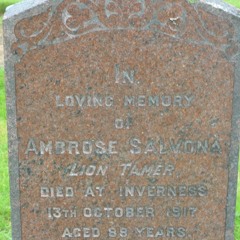 IN
LOVING MEMORY
OF
AMBROSE SALVONA
LION TAMER
DIED AT INVERNESS
13TH OCTOBER 1917
AGED 98 YEARS